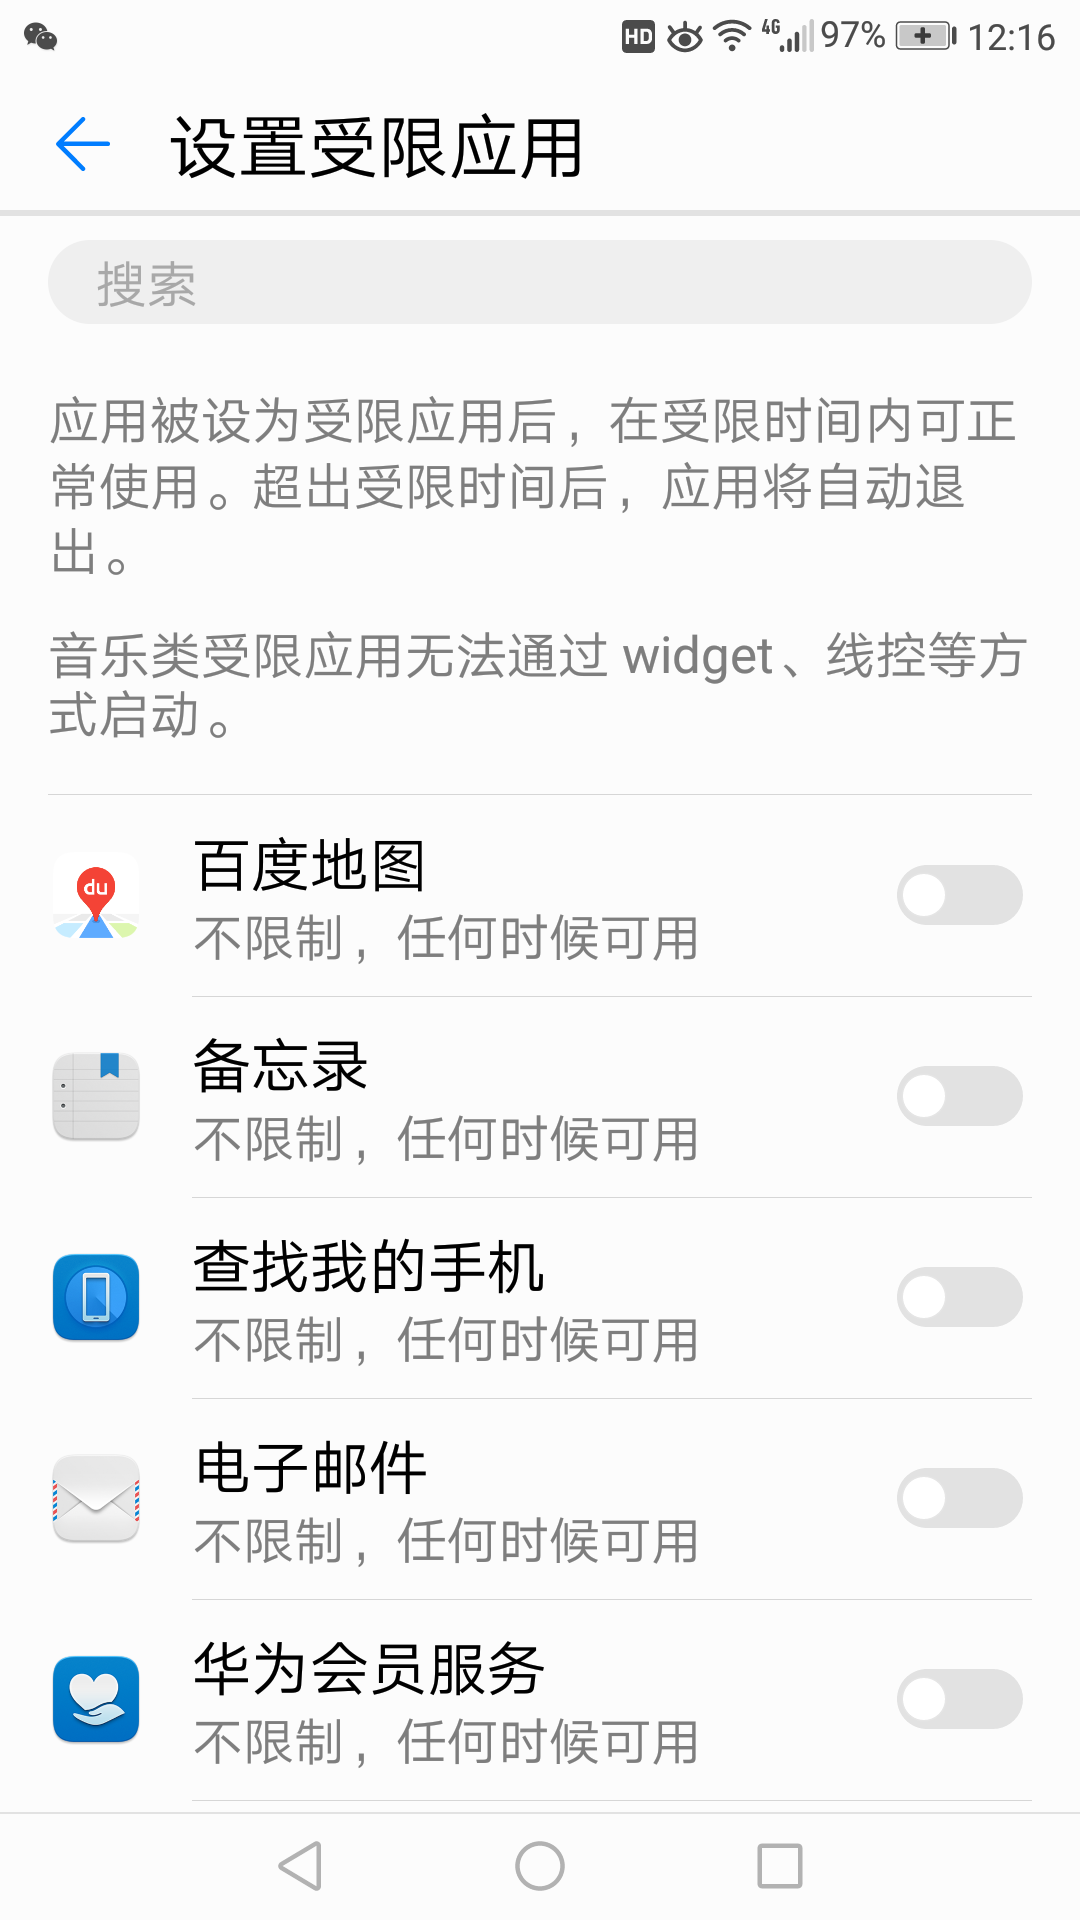 HD 4G 97% 12:16
设置受限应用
搜索
应用被设为受限应用后，在受限时间内可正
常使用。超出受限时间后，应用将自动退
出。
音乐类受限应用无法通过 widget、线控等方
式启动。
百度地图
du
不限制，任何时候可用
备忘录
不限制，任何时候可用
查找我的手机
不限制，任何时候可用
电子邮件
不限制，任何时候可用
华为会员服务
不限制，任何时候可用